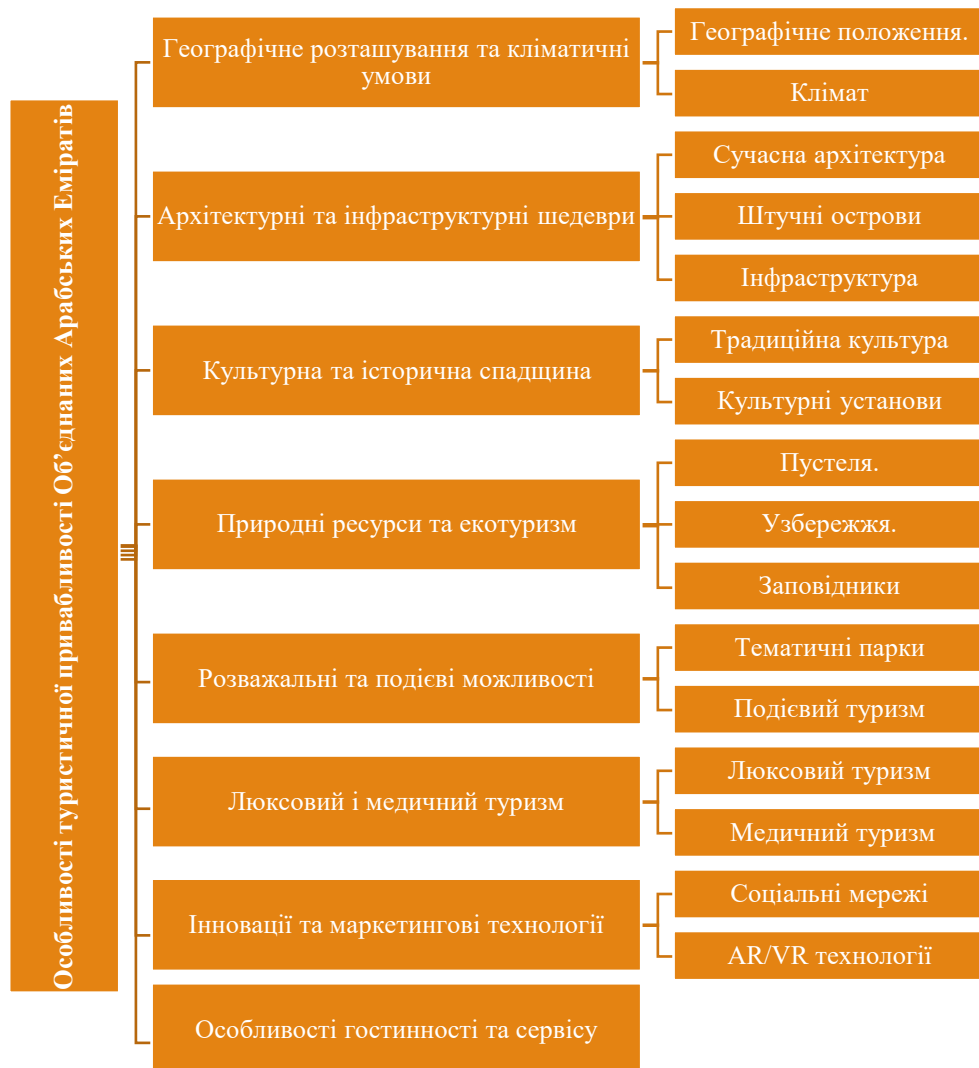 Особливості туристичної привабливості Об’єднаних Арабських Еміратів
Географічне розташування та кліматичні
умови
Географічне положення.
Клімат
Архітектурні та інфраструктурні шедеври
Сучасна архітектура
Штучні острови
Інфраструктура
Культурна та історична спадщина
Традиційна культура
Культурні установи
Природні ресурси та екотуризм
Пустеля.
Узбережжя.
Заповідники
Розважальні та подієві можливості
Тематичні парки
Подієвий туризм
Люксовий і медичний туризм
Люксовий туризм
Медичний туризм
Інновації та маркетингові технології
Соціальні мережі
AR/VR технології
Особливості гостинності та сервісу